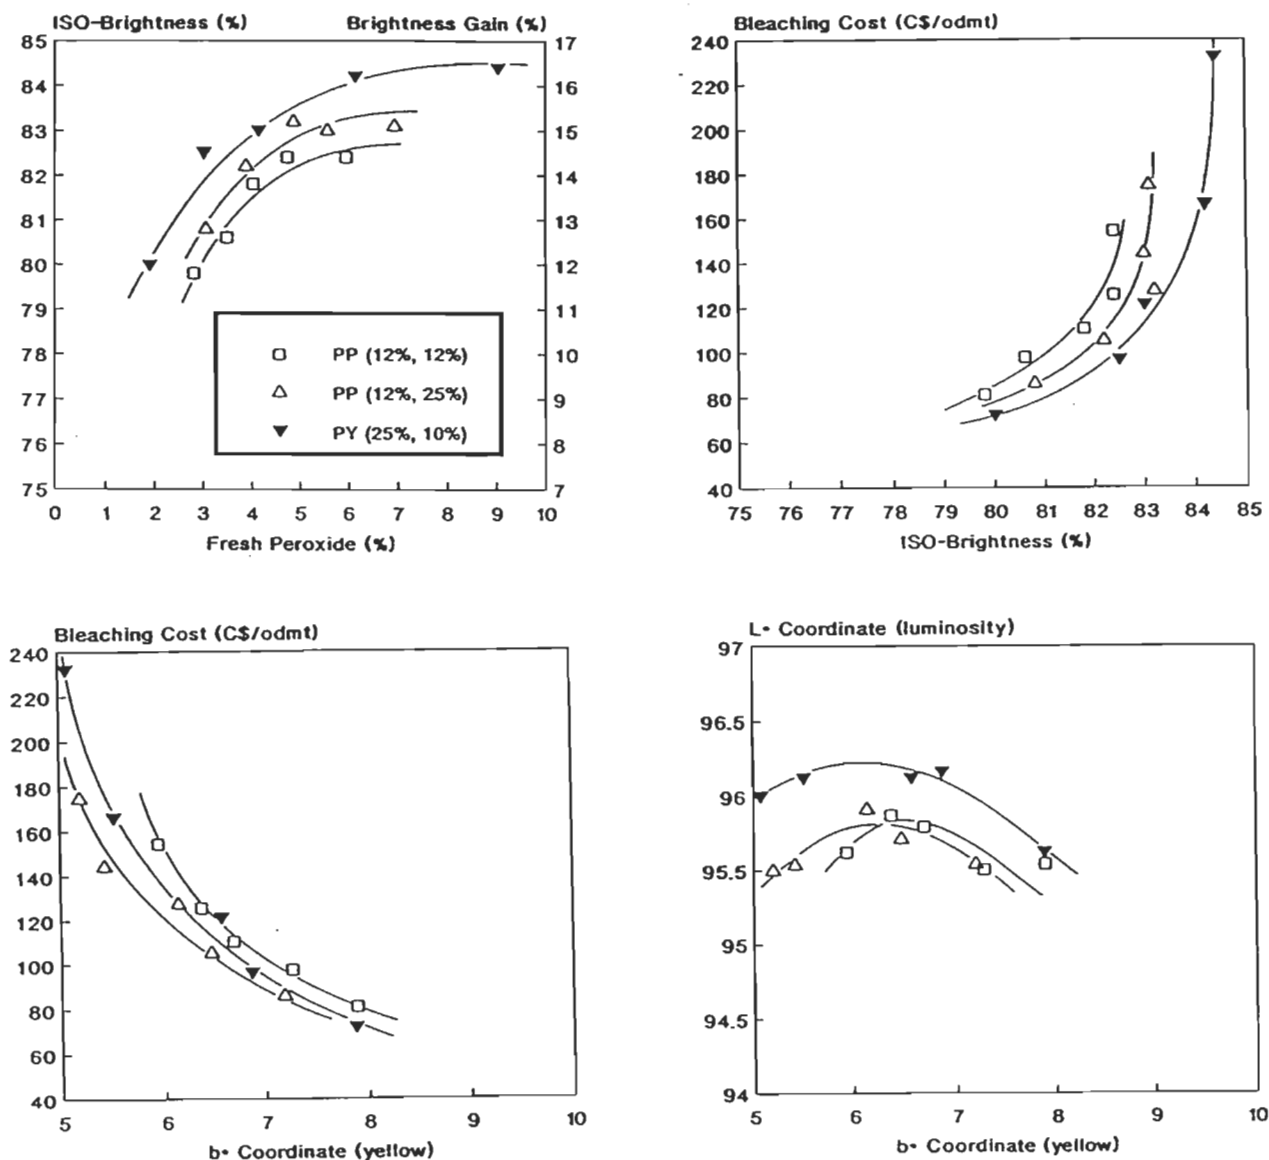 ISO-Brightness (%) Brightness Gain (%)
85 17
84 16
83 15
82 14
81 13
80 12
79 11
78 10
77 9
76 8
75 7
□ PP (12%, 12%)
△ PP (12%, 25%)
▼ PY (25%, 10%)
0 1 2 3 4 5 6 7 8 9 10
Fresh Peroxide (%)
Bleaching Cost (C$/odmt)
240
220
200
180
160
140
120
100
80
60
40
75 76 77 78 79 80 81 82 83 84 85
ISO-Brightness (%)
Bleaching Cost (C$/odmt)
240
220
200
180
160
140
120
100
80
60
40
5 6 7 8 9 10
b* Coordinate (yellow)
L* Coordinate (luminosity)
97
96.5
96
95.5
95
94.5
94
5 6 7 8 9 10
b* Coordinate (yellow)